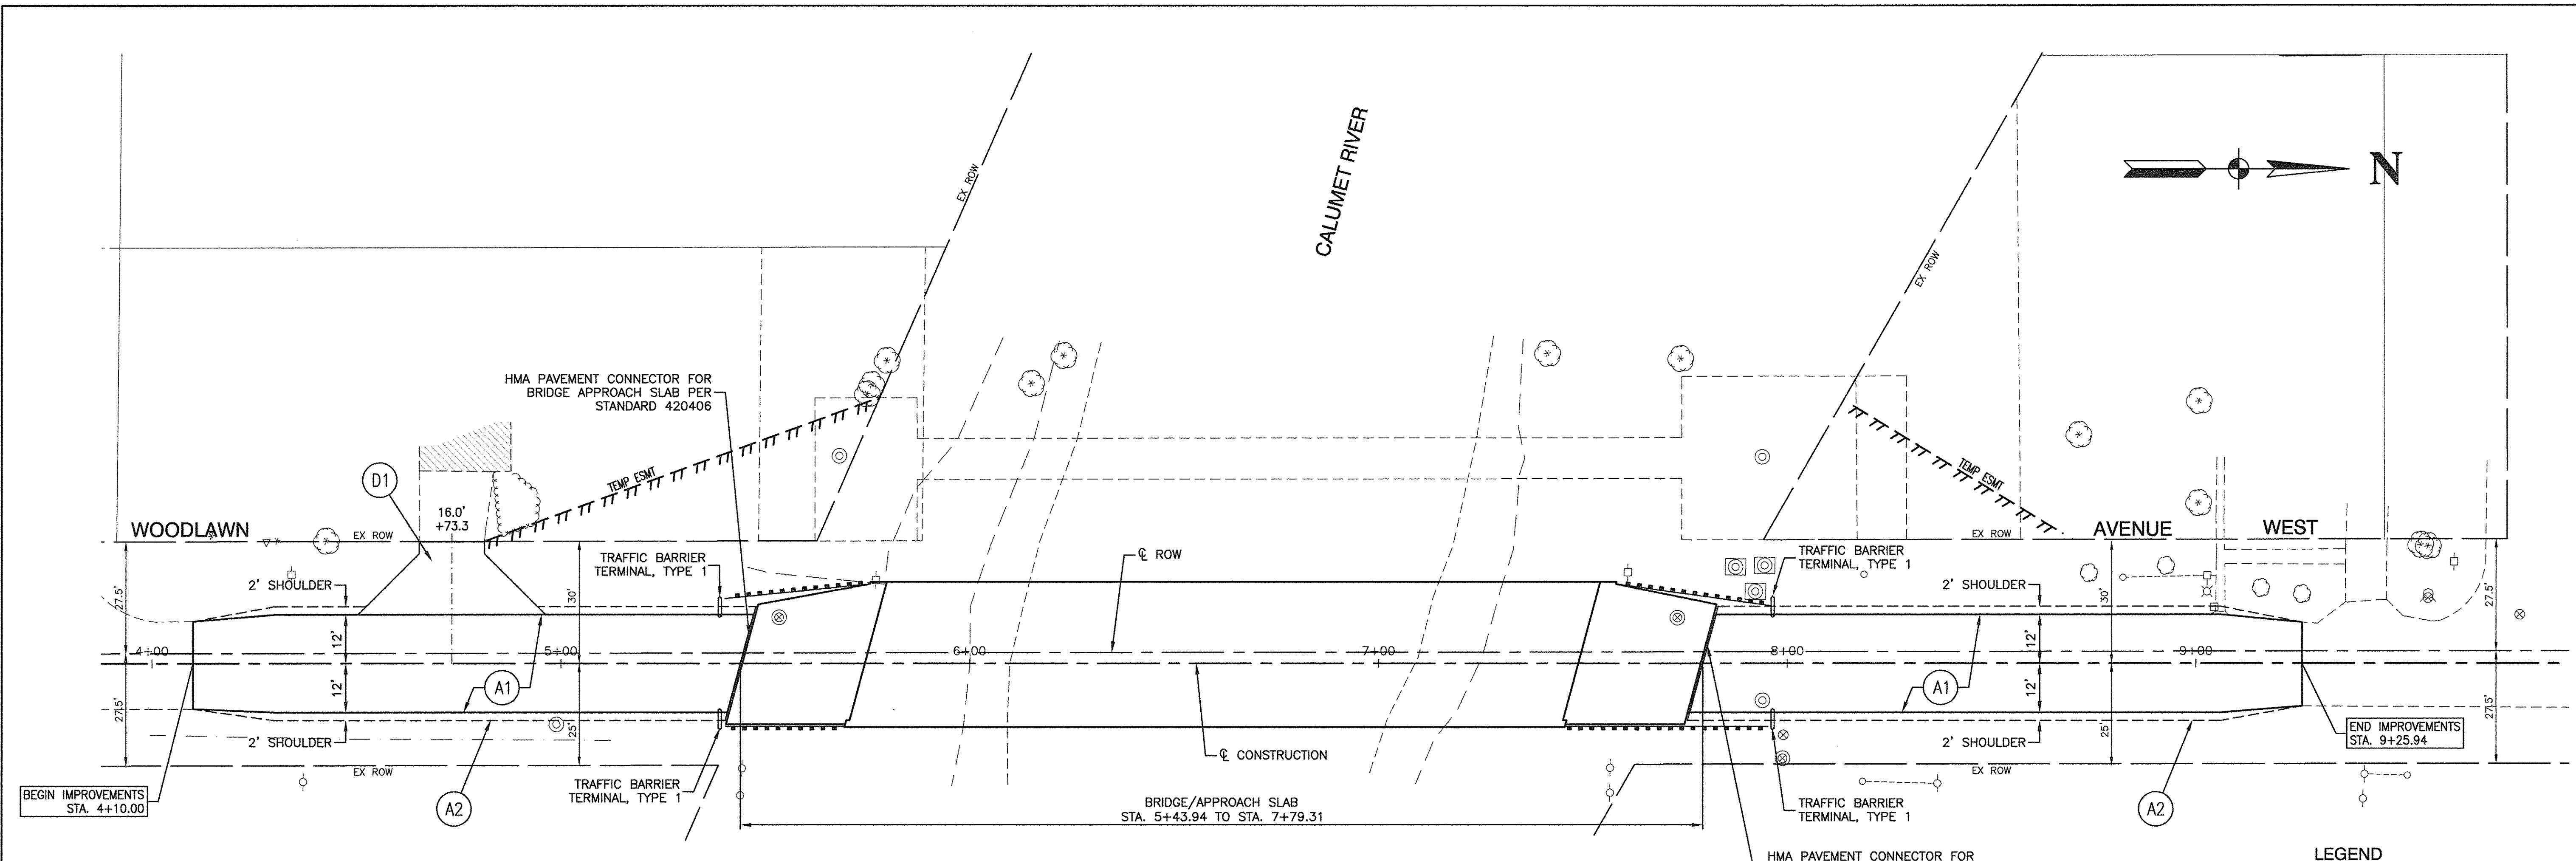 CALUMET RIVER
N
EX ROW
EX ROW
HMA PAVEMENT CONNECTOR FOR
BRIDGE APPROACH SLAB PER
STANDARD 420406
TEMP ESMT
TEMP ESMT
D1
16.0'
+73.3
WOODLAWN
EX ROW
AVENUE
WEST
EX ROW
TRAFFIC BARRIER
TERMINAL, TYPE 1
℄ ROW
TRAFFIC BARRIER
TERMINAL, TYPE 1
2' SHOULDER
2' SHOULDER
27.5'
30'
30'
27.5'
12'
12'
4+00
5+00
6+00
7+00
8+00
9+00
12'
12'
A1
A1
27.5'
25'
25'
27.5'
2' SHOULDER
2' SHOULDER
℄ CONSTRUCTION
END IMPROVEMENTS
STA. 9+25.94
EX ROW
EX ROW
BEGIN IMPROVEMENTS
STA. 4+10.00
A2
TRAFFIC BARRIER
TERMINAL, TYPE 1
BRIDGE/APPROACH SLAB
STA. 5+43.94 TO STA. 7+79.31
TRAFFIC BARRIER
TERMINAL, TYPE 1
A2
HMA PAVEMENT CONNECTOR FOR
LEGEND